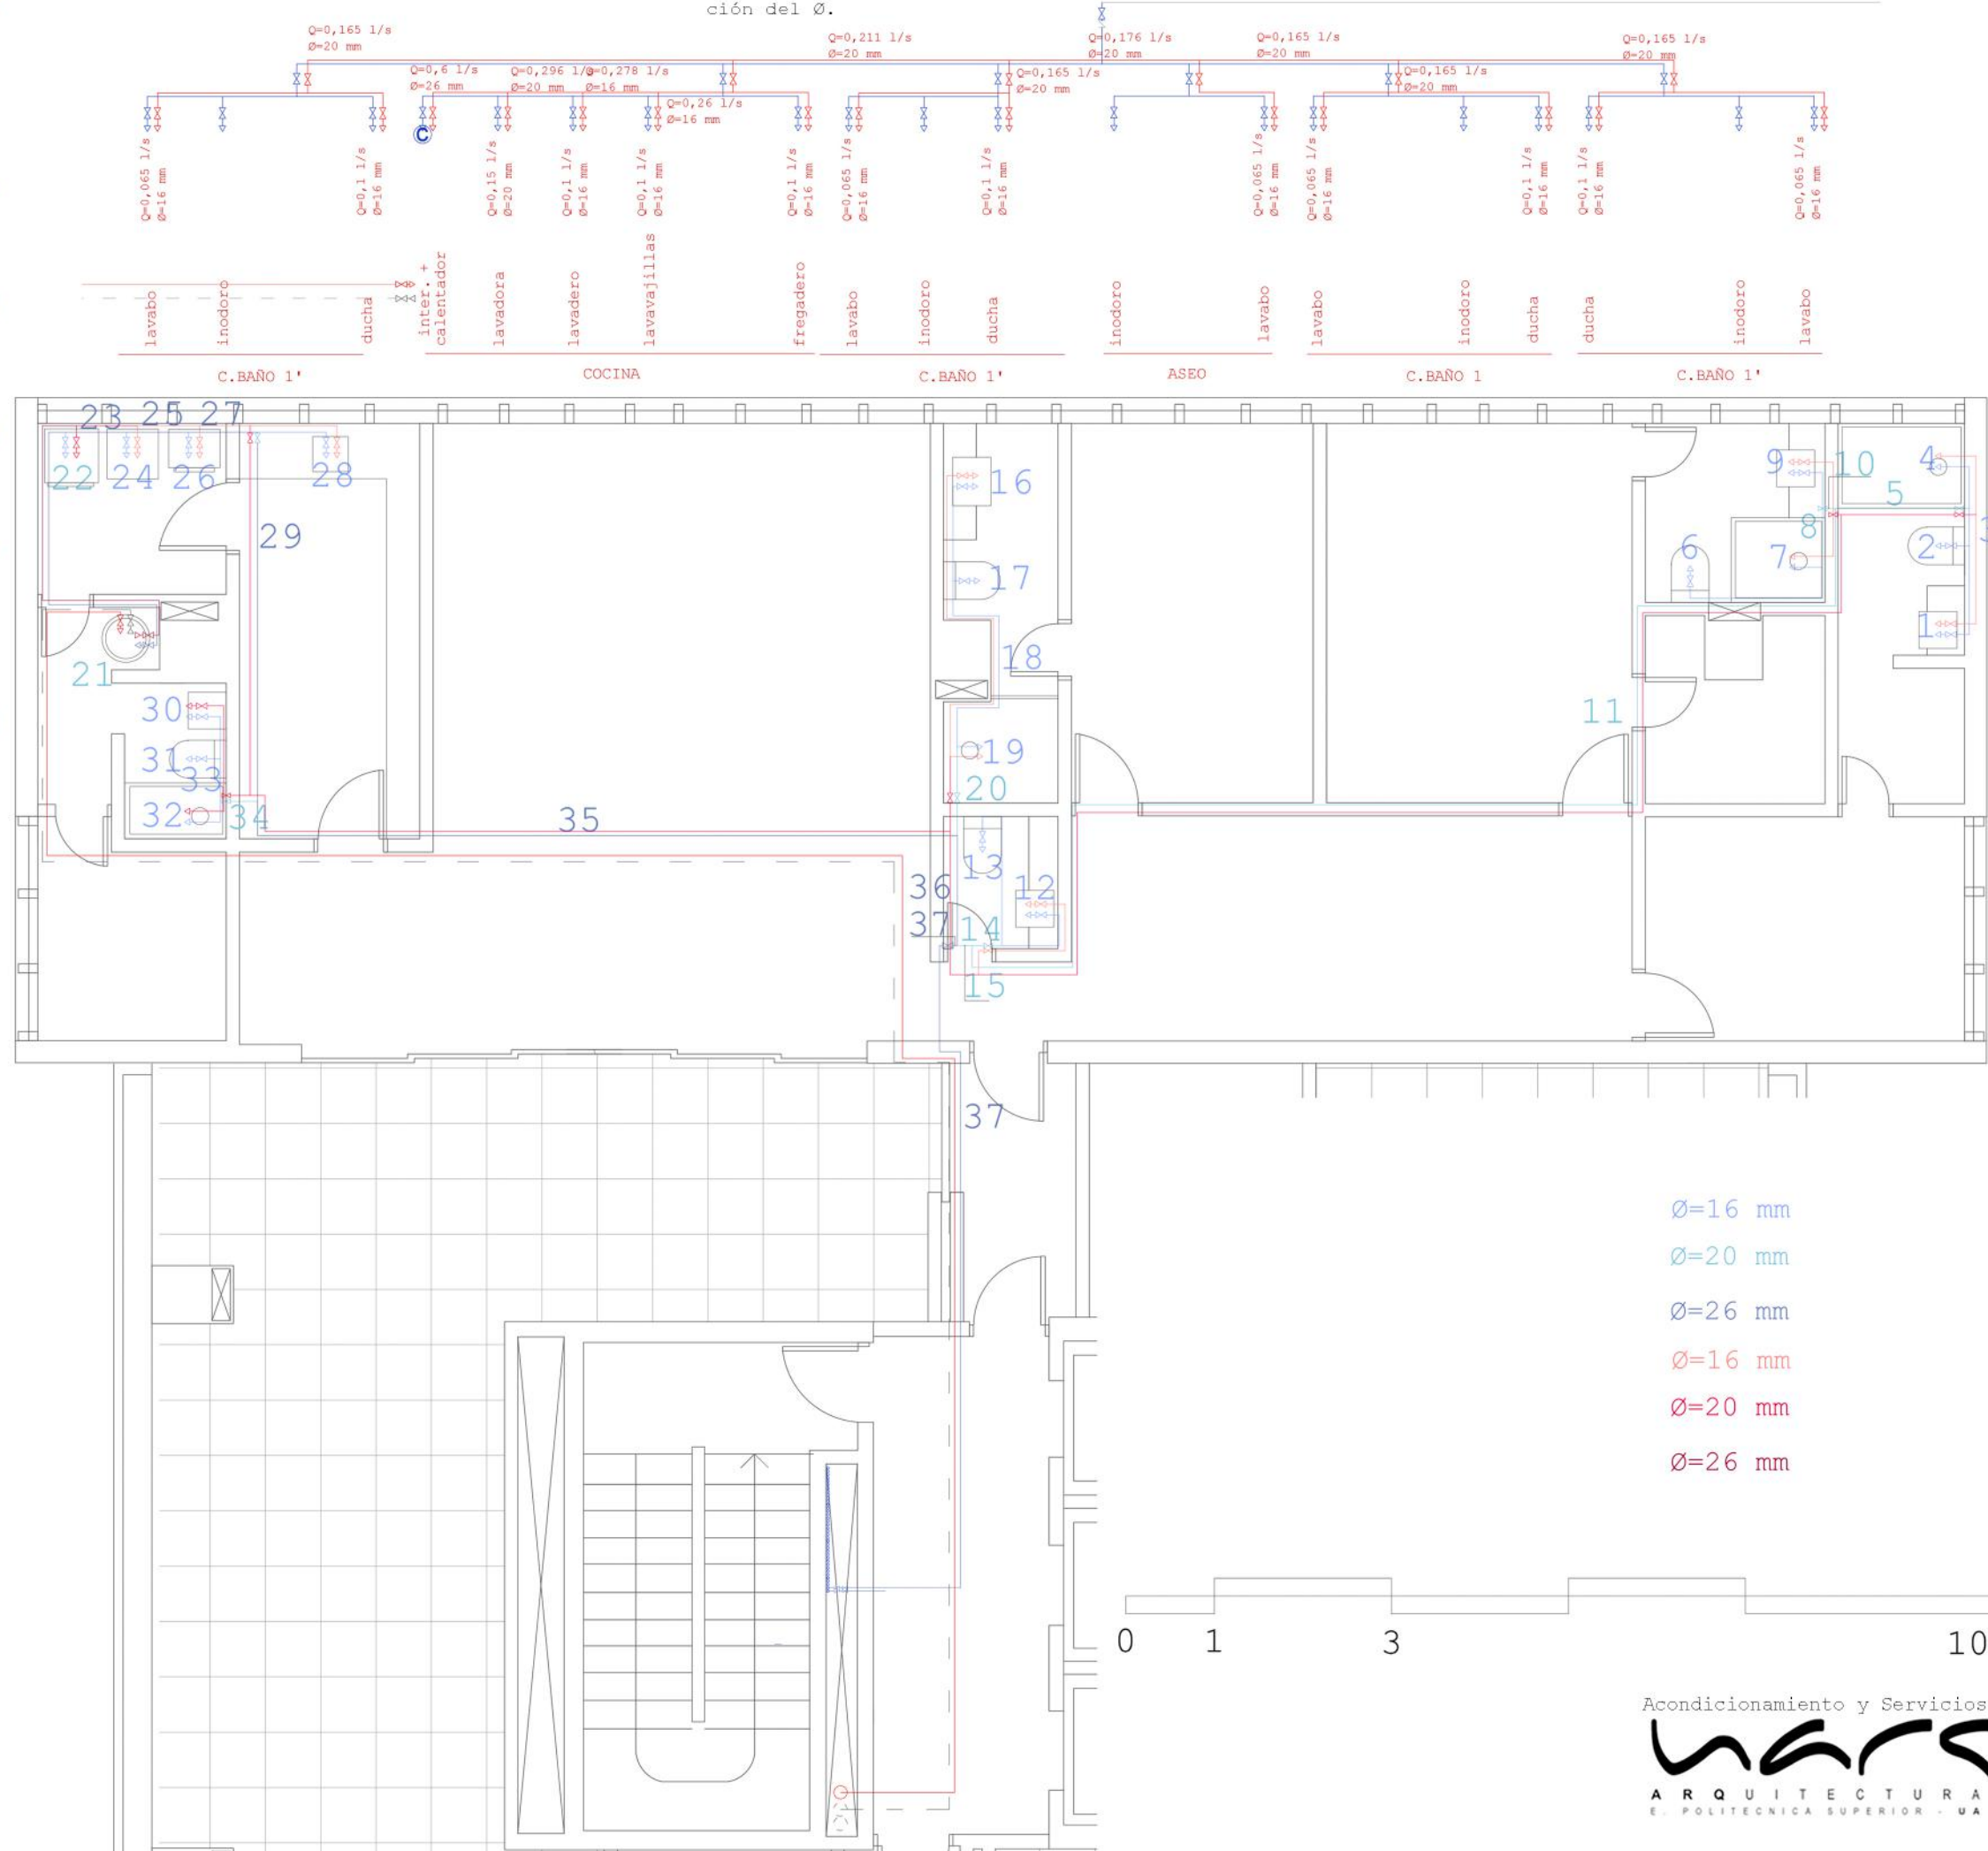 ción del Ø.
Q=0,165 l/s
Ø=20 mm
Q=0,211 l/s
Ø=20 mm
Q=0,176 l/s
Ø=20 mm
Q=0,165 l/s
Ø=20 mm
Q=0,165 l/s
Ø=20 mm
Q=0,6 l/s
Ø=26 mm
Q=0,296 l/s
Ø=20 mm
Q=0,278 l/s
Ø=16 mm
Q=0,26 l/s
Ø=16 mm
Q=0,165 l/s
Ø=20 mm
Q=0,165 l/s
Ø=20 mm
C
Q=0,065 l/s
Ø=16 mm
Q=0,1 l/s
Ø=16 mm
Q=0,15 l/s
Ø=20 mm
Q=0,1 l/s
Ø=16 mm
Q=0,1 l/s
Ø=16 mm
Q=0,1 l/s
Ø=16 mm
Q=0,065 l/s
Ø=16 mm
Q=0,1 l/s
Ø=16 mm
Q=0,065 l/s
Ø=16 mm
Q=0,065 l/s
Ø=16 mm
Q=0,1 l/s
Ø=16 mm
Q=0,1 l/s
Ø=16 mm
Q=0,065 l/s
Ø=16 mm
lavabo
inodoro
ducha
inter. +
calentador
lavadora
lavadero
lavavajillas
fregadero
lavabo
inodoro
ducha
inodoro
lavabo
lavabo
inodoro
ducha
ducha
inodoro
lavabo
C.BAÑO 1'
COCINA
C.BAÑO 1'
ASEO
C.BAÑO 1
C.BAÑO 1'
23
25
27
22
24
26
28
29
16
17
18
19
20
9
10
4
5
8
6
7
2
3
1
11
21
30
31
33
32
34
35
36
37
13
12
14
15
37
Ø=16 mm
Ø=20 mm
Ø=26 mm
Ø=16 mm
Ø=20 mm
Ø=26 mm
0
1
3
10
Acondicionamiento y Servicios
ARQUITECTURA
E. POLITECNICA SUPERIOR - UA